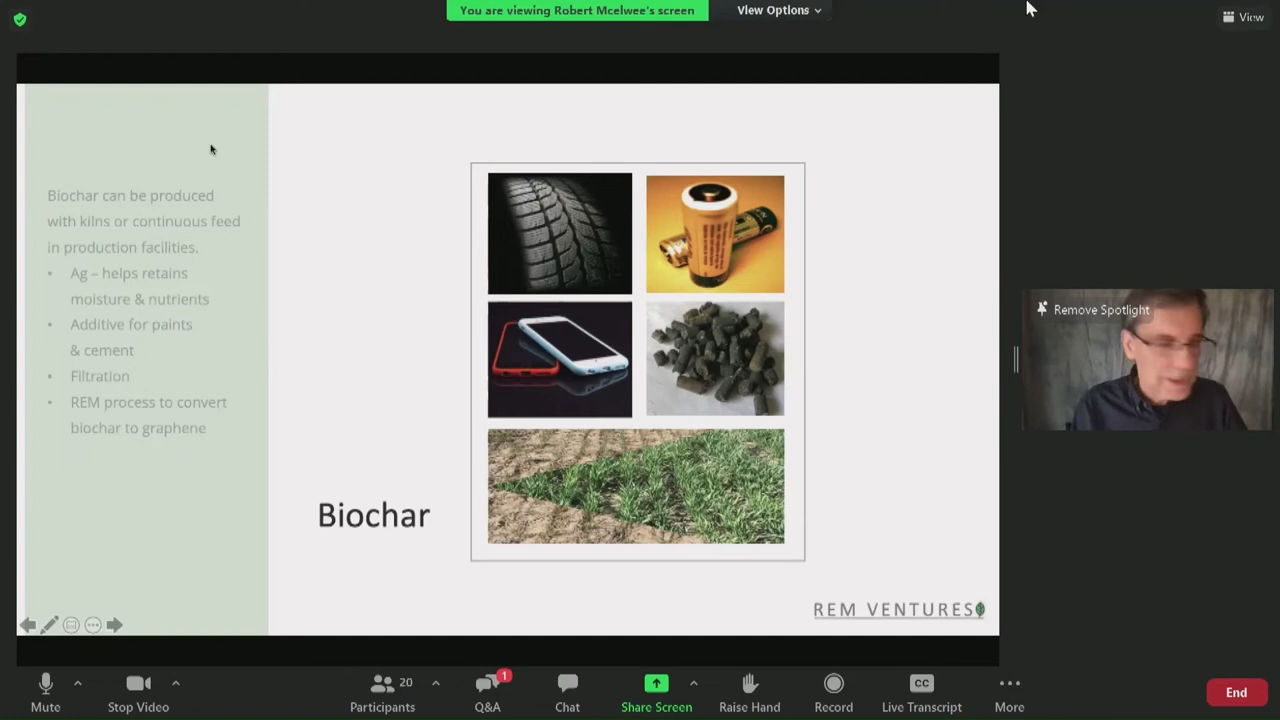 You are viewing Robert Mcelwee's screen
View Options
View
Biochar can be produced
with kilns or continuous feed
in production facilities.
• Ag – helps retains
moisture & nutrients
• Additive for paints
& cement
• Filtration
• REM process to convert
biochar to graphene
Biochar
REM VENTURES
Remove Spotlight
Mute
Stop Video
20
Participants
1
Q&A
Chat
Share Screen
Raise Hand
Record
CC
Live Transcript
More
End